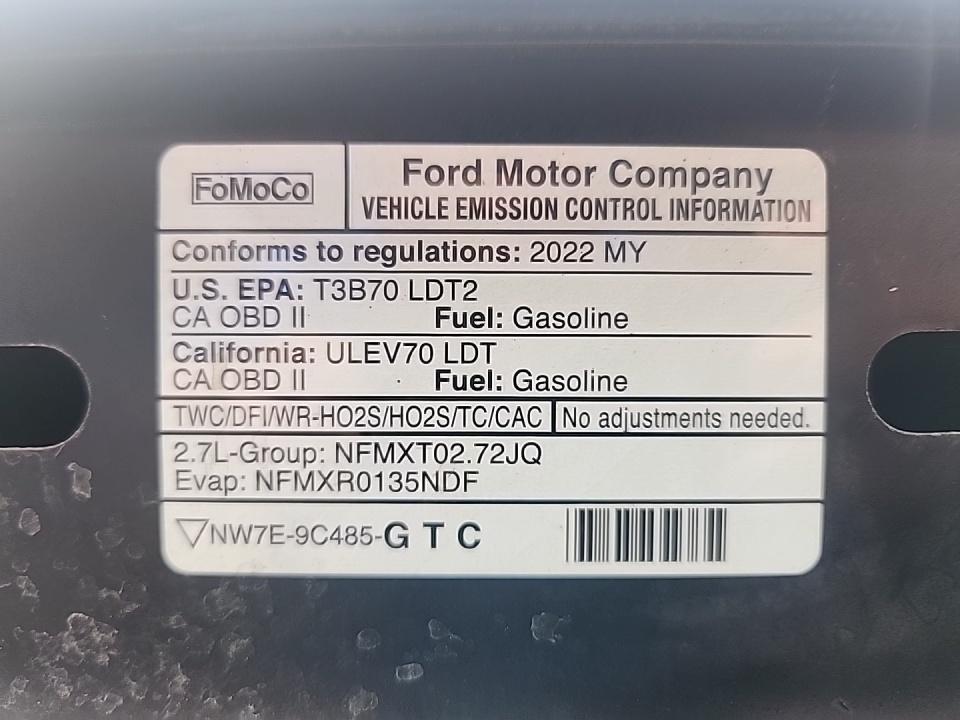 FoMoCo
Ford Motor Company
VEHICLE EMISSION CONTROL INFORMATION
Conforms to regulations: 2022 MY
U.S. EPA: T3B70 LDT2
CA OBD II Fuel: Gasoline
California: ULEV70 LDT
CA OBD II Fuel: Gasoline
TWC/DFI/WR-HO2S/HO2S/TC/CAC No adjustments needed.
2.7L-Group: NFMXT02.72JQ
Evap: NFMXR0135NDF
NW7E-9C485-G T C